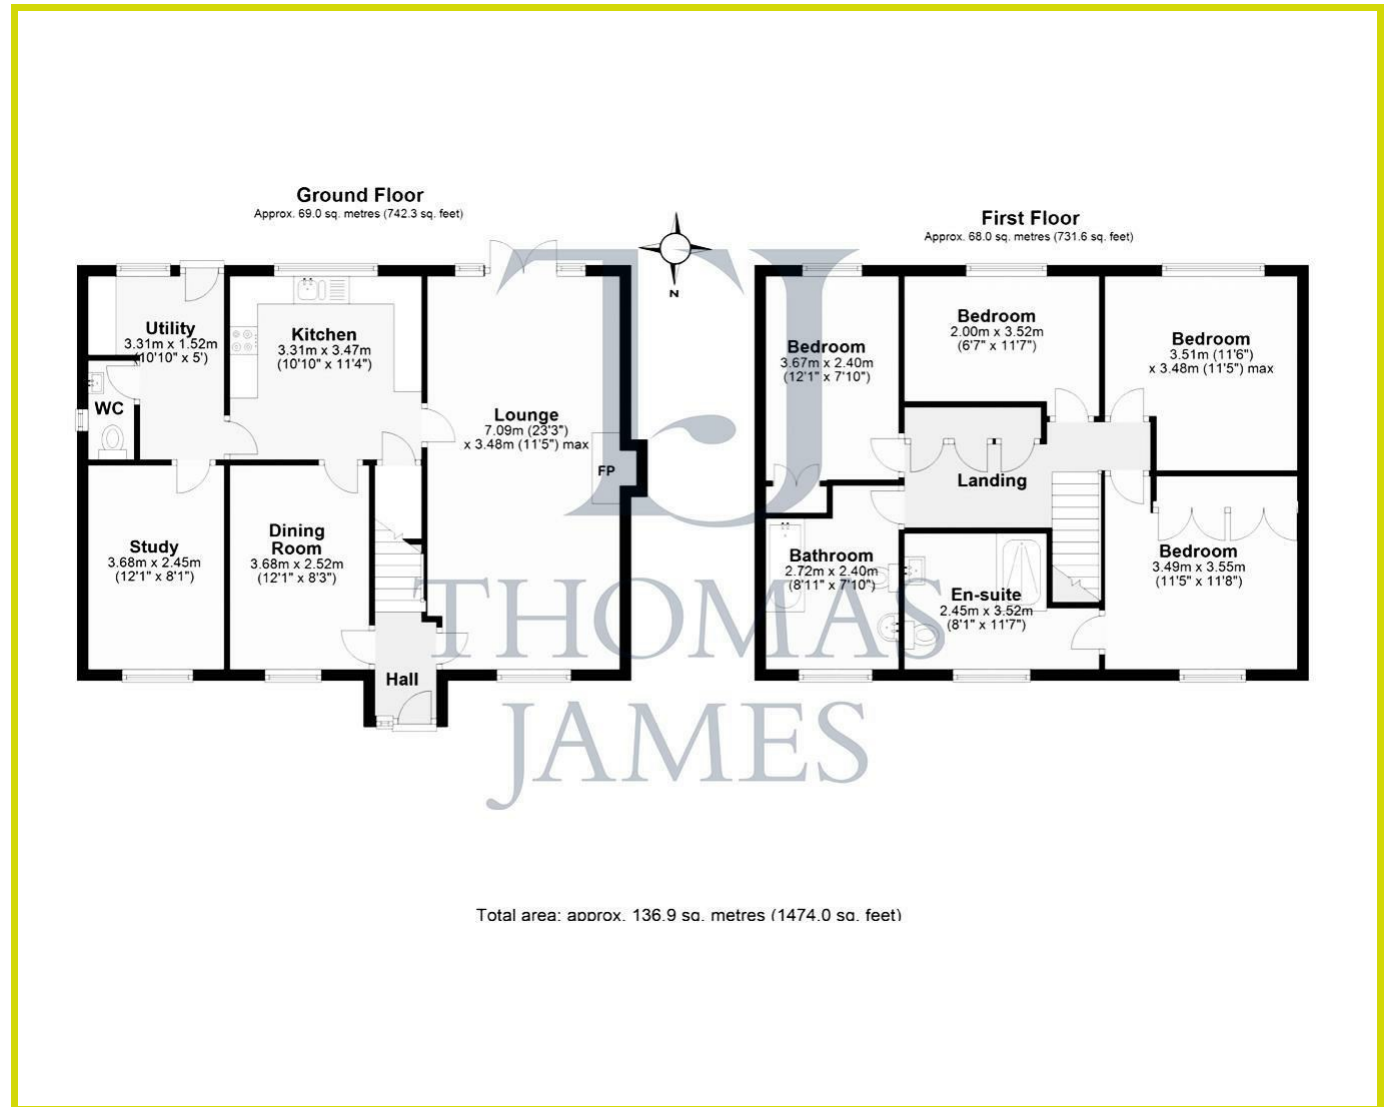 Ground Floor
Approx. 69.0 sq. metres (742.3 sq. feet)
Utility
3.31m x 1.52m
(10'10" x 5')
Kitchen
3.31m x 3.47m
(10'10" x 11'4")
WC
Lounge
7.09m (23'3")
x 3.48m (11'5") max
FP
Study
3.68m x 2.45m
(12'1" x 8'1")
Dining
Room
3.68m x 2.52m
(12'1" x 8'3")
Hall
N
First Floor
Approx. 68.0 sq. metres (731.6 sq. feet)
Bedroom
3.67m x 2.40m
(12'1" x 7'10")
Bedroom
2.00m x 3.52m
(6'7" x 11'7")
Bedroom
3.51m (11'6")
x 3.48m (11'5") max
Landing
Bathroom
2.72m x 2.40m
(8'11" x 7'10")
En-suite
2.45m x 3.52m
(8'1" x 11'7")
Bedroom
3.49m x 3.55m
(11'5" x 11'8")
TJ
THOMAS
JAMES
Total area: approx. 136.9 sq. metres (1474.0 sq. feet)